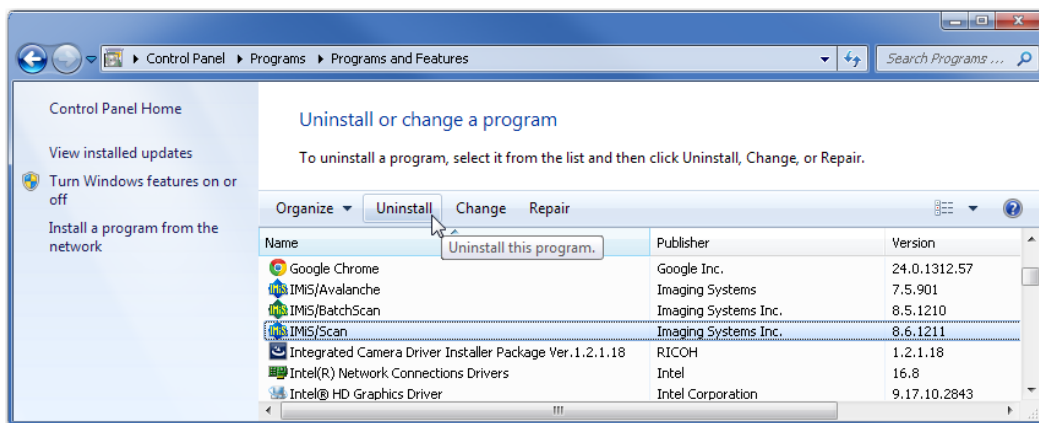 Control Panel Programs Programs and Features Search Programs ...
Control Panel Home
View installed updates
Turn Windows features on or
off
Install a program from the
network
Uninstall or change a program
To uninstall a program, select it from the list and then click Uninstall, Change, or Repair.
Organize Uninstall Change Repair
Uninstall this program.
Name Publisher Version
Google Chrome Google Inc. 24.0.1312.57
IMiS/Avalanche Imaging Systems 7.5.901
IMiS/BatchScan Imaging Systems Inc. 8.5.1210
IMiS/Scan Imaging Systems Inc. 8.6.1211
Integrated Camera Driver Installer Package Ver.1.2.1.18 RICOH 1.2.1.18
Intel(R) Network Connections Drivers Intel 16.8
Intel® HD Graphics Driver Intel Corporation 9.17.10.2843